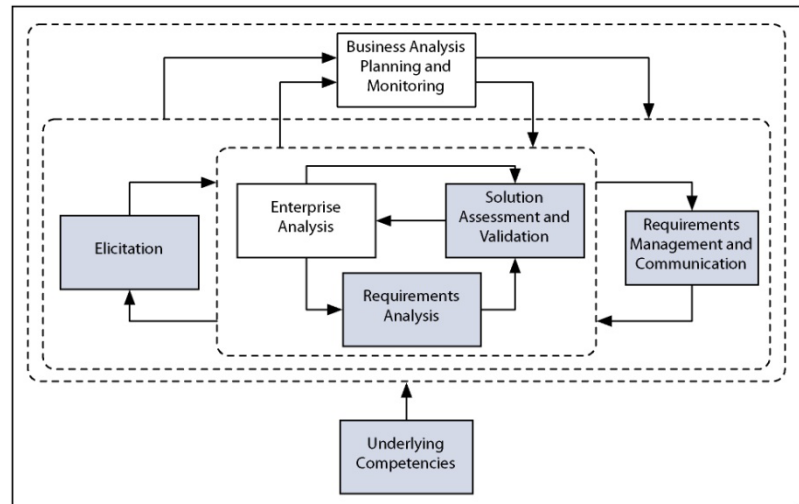 Business Analysis
Planning and
Monitoring
Enterprise
Analysis
Solution
Assessment and
Validation
Elicitation
Requirements
Management and
Communication
Requirements
Analysis
Underlying
Competencies